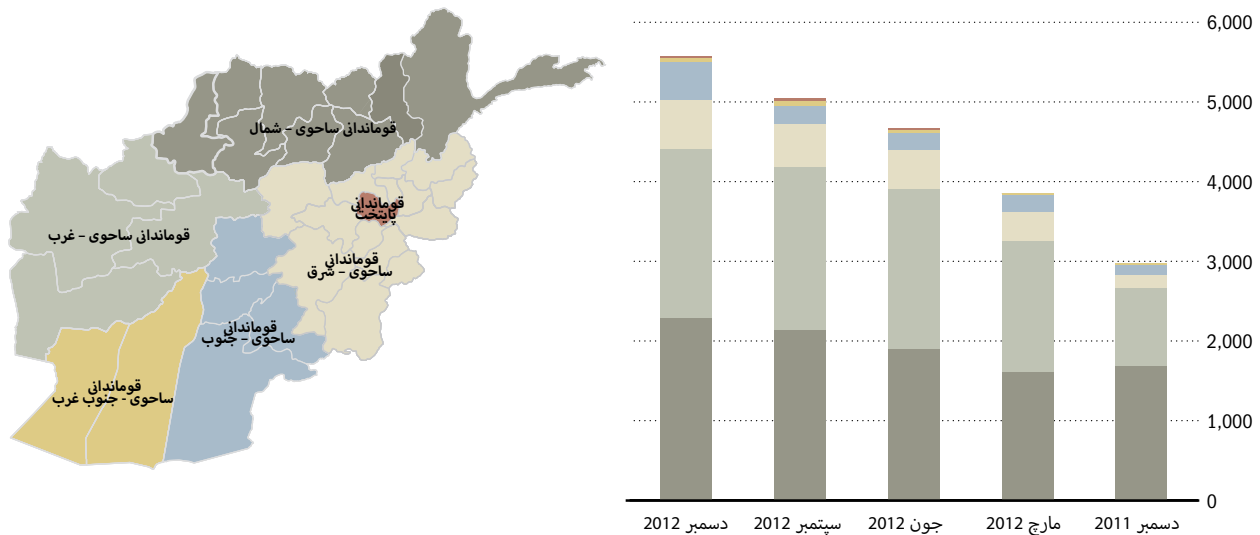 قوماندانی ساحوی – شمال
قوماندانی
پایتخت
قوماندانی ساحوی – غرب
قوماندانی
ساحوی – شرق
قوماندانی
ساحوی – جنوب
قوماندانی
ساحوی - جنوب غرب
6,000
5,000
4,000
3,000
2,000
1,000
0
دسمبر 2011
مارچ 2012
جون 2012
سپتمبر 2012
دسمبر 2012